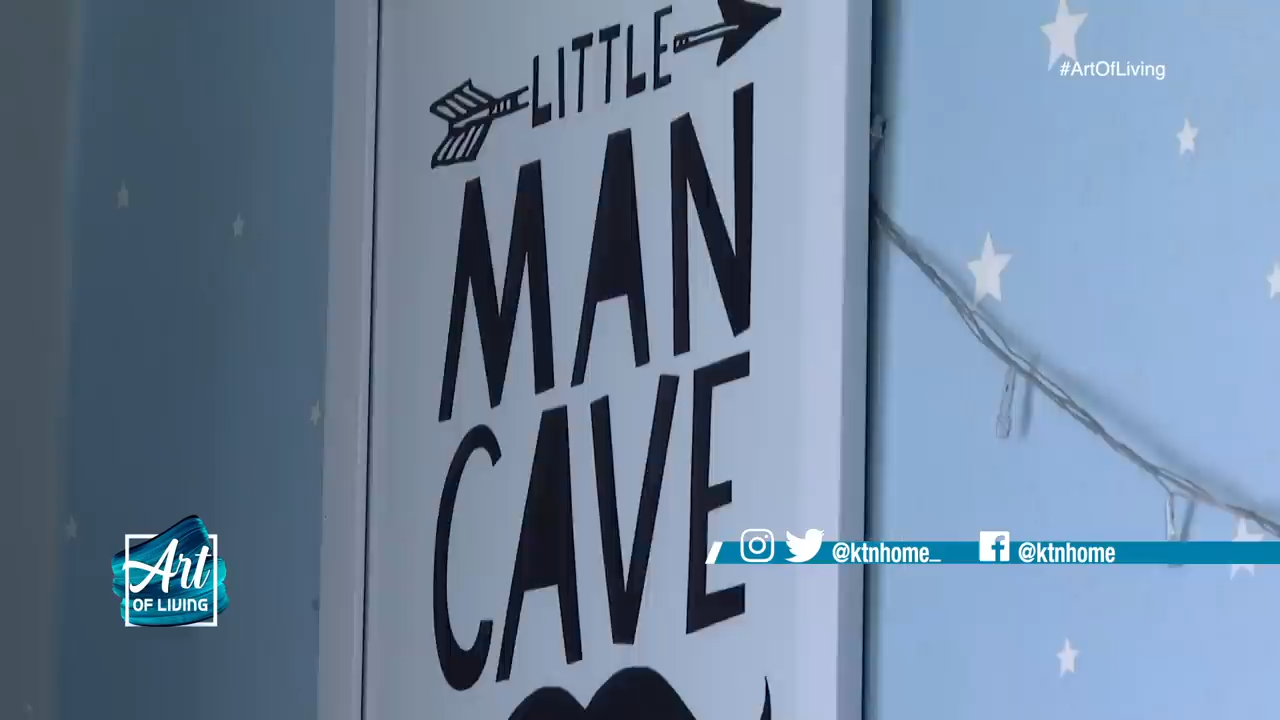 LITTLE
MAN
CAVE
#ArtOfLiving
Art
OF LIVING
@ktnhome_
@ktnhome